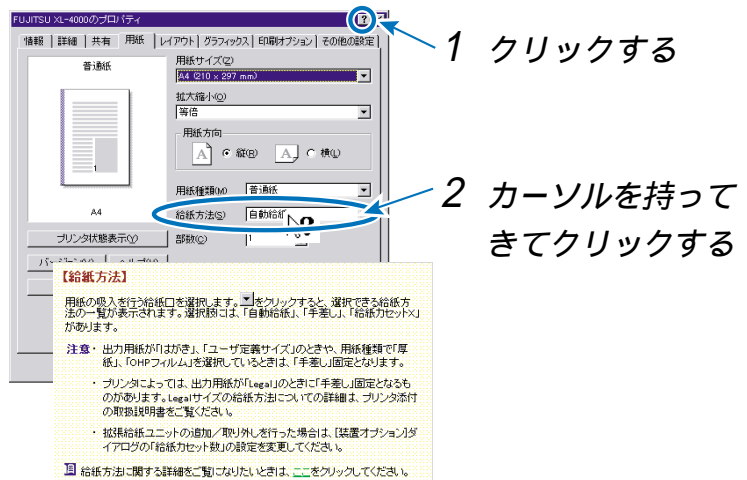 FUJITSU XL-4000のプロパティ
情報 詳細 共有 用紙 レイアウト グラフィックス 印刷オプション その他の設定
普通紙
用紙サイズ(Z)
A4 (210 x 297 mm)
拡大縮小(O)
等倍
用紙方向
縦(R) 横(L)
用紙種類(M) 普通紙
A4
給紙方法(S) 自動給紙
部数(C) 1
プリンタ状態表示(Y)
1 クリックする
2 カーソルを持って
きてクリックする
【給紙方法】
用紙の吸入を行う給紙口を選択します。▼をクリックすると、選択できる給紙方
法の一覧が表示されます。選択肢には、「自動給紙」、「手差し」、「給紙カセットx」
があります。
注意・ 出力用紙が「はがき」、「ユーザ定義サイズ」のときや、用紙種類で「厚
紙」、「OHPフィルム」を選択しているときは、「手差し」固定となります。
・ プリンタによっては、出力用紙が「Legal」のときに「手差し」固定となるも
のがあります。Legalサイズの給紙方法についての詳細は、プリンタ添付
の取扱説明書をご覧ください。
・ 拡張給紙ユニットの追加／取り外しを行った場合は、[装置オプション]ダ
イアログの「給紙カセット数」の設定を変更してください。
給紙方法に関する詳細をご覧になりたいときは、ここをクリックしてください。